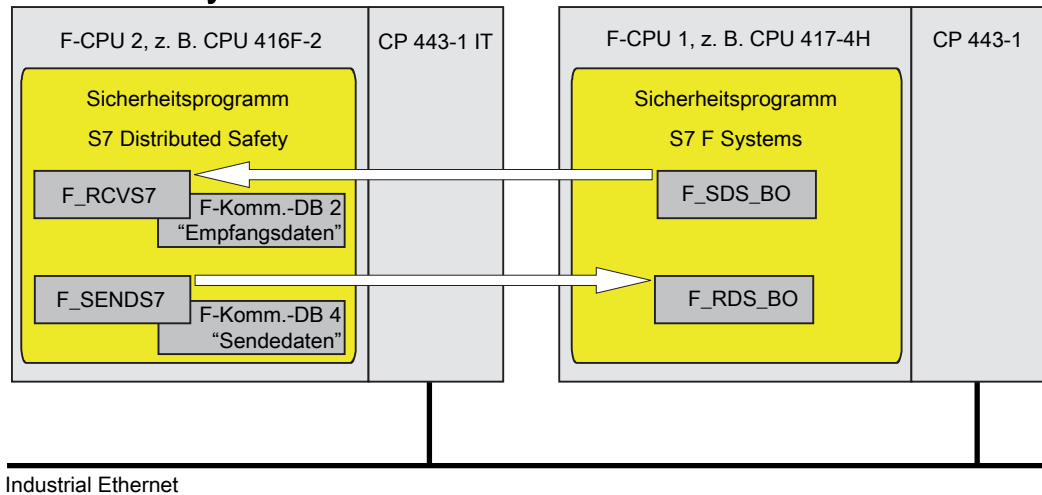 F-CPU 2, z. B. CPU 416F-2
CP 443-1 IT
Sicherheitsprogramm
S7 Distributed Safety
F_RCVS7
F-Komm.-DB 2
“Empfangsdaten”
F_SENDS7
F-Komm.-DB 4
“Sendedaten”
F-CPU 1, z. B. CPU 417-4H
CP 443-1
Sicherheitsprogramm
S7 F Systems
F_SDS_BO
F_RDS_BO
Industrial Ethernet